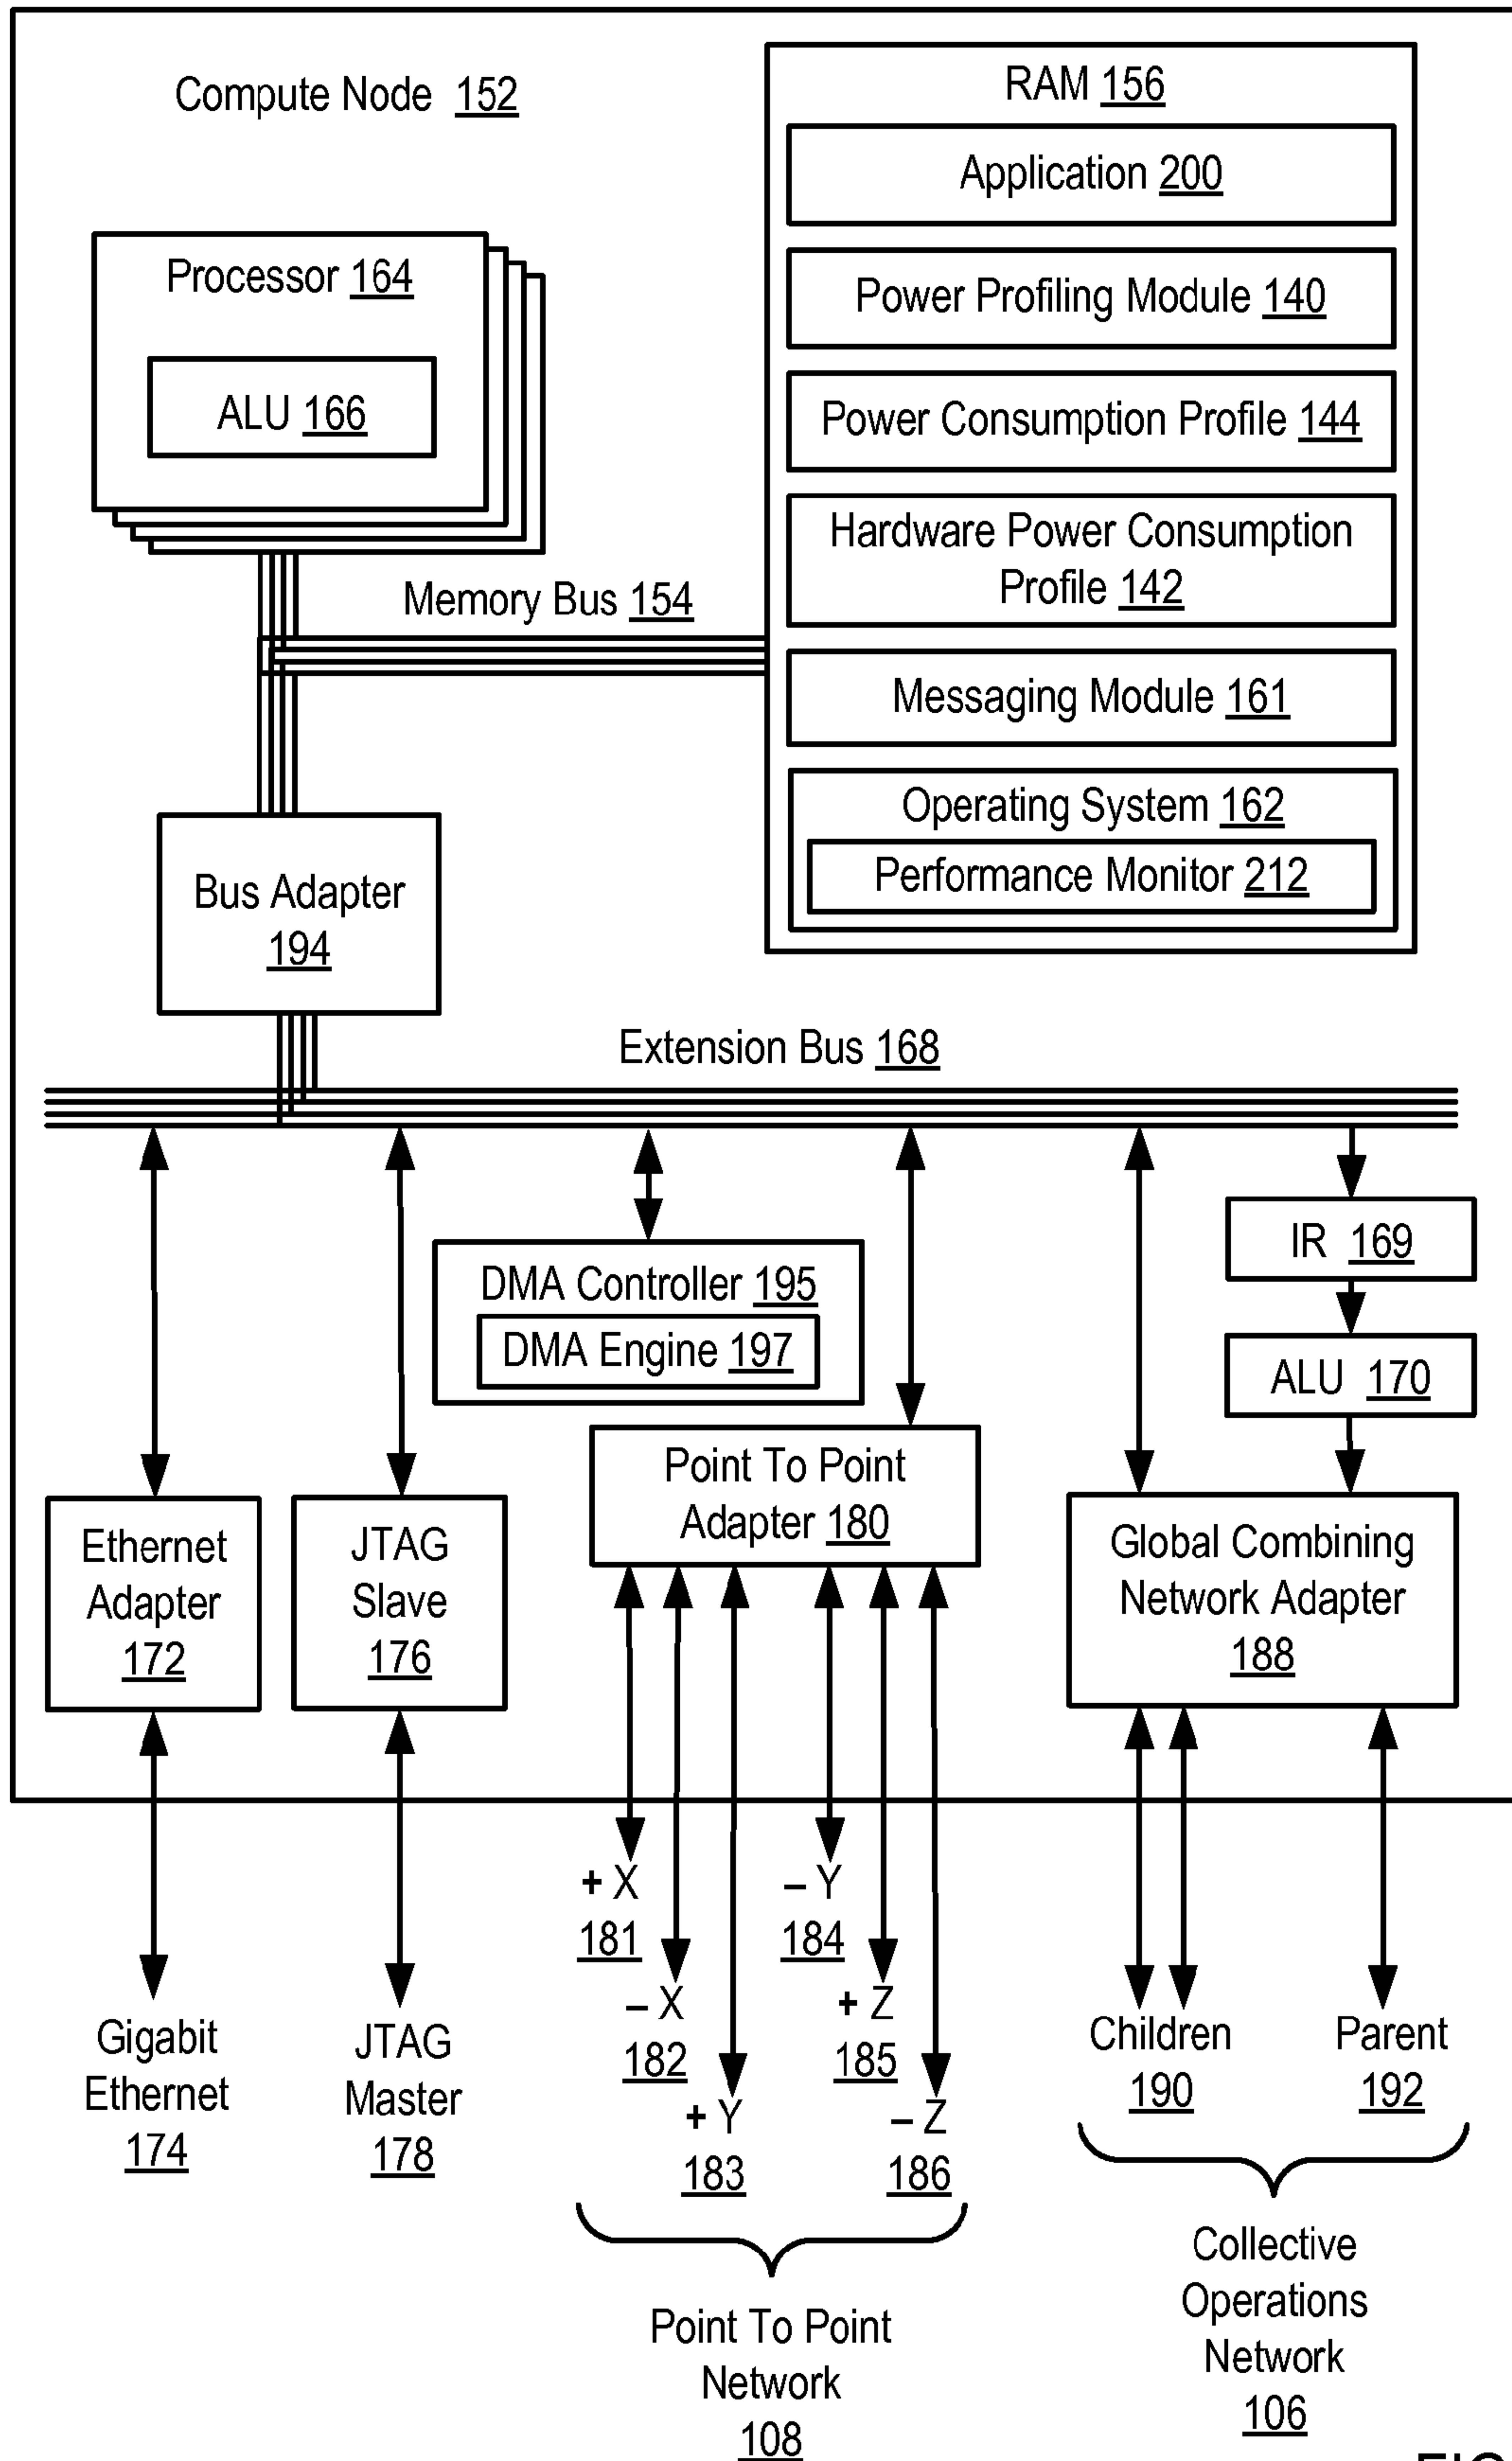 Compute Node 152
RAM 156
Application 200
Power Profiling Module 140
Power Consumption Profile 144
Hardware Power Consumption
Profile 142
Messaging Module 161
Operating System 162
Performance Monitor 212
Processor 164
ALU 166
Memory Bus 154
Bus Adapter
194
Extension Bus 168
IR 169
ALU 170
DMA Controller 195
DMA Engine 197
Point To Point
Adapter 180
Ethernet
Adapter
172
JTAG
Slave
176
Global Combining
Network Adapter
188
+ X
181
– X
182
+ Y
183
– Y
184
+ Z
185
– Z
186
Gigabit
Ethernet
174
JTAG
Master
178
Children
190
Parent
192
Point To Point
Network
108
Collective
Operations
Network
106